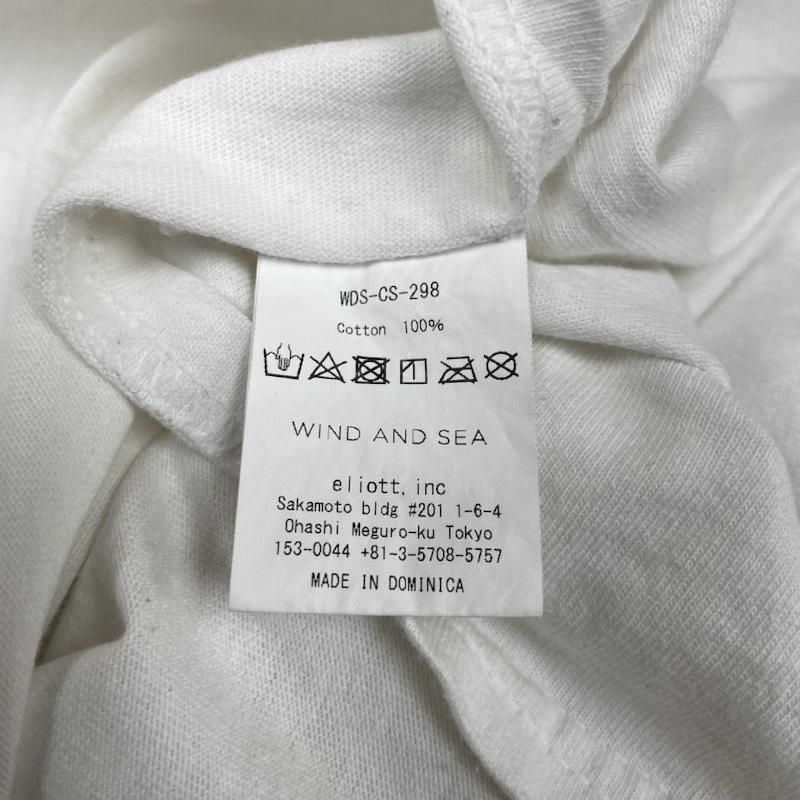 WDS-CS-298
Cotton 100%
WIND AND SEA
eliott, inc
Sakamoto bldg #201 1-6-4
Ohashi Meguro-ku Tokyo
153-0044 +81-3-5708-5757
MADE IN DOMINICA